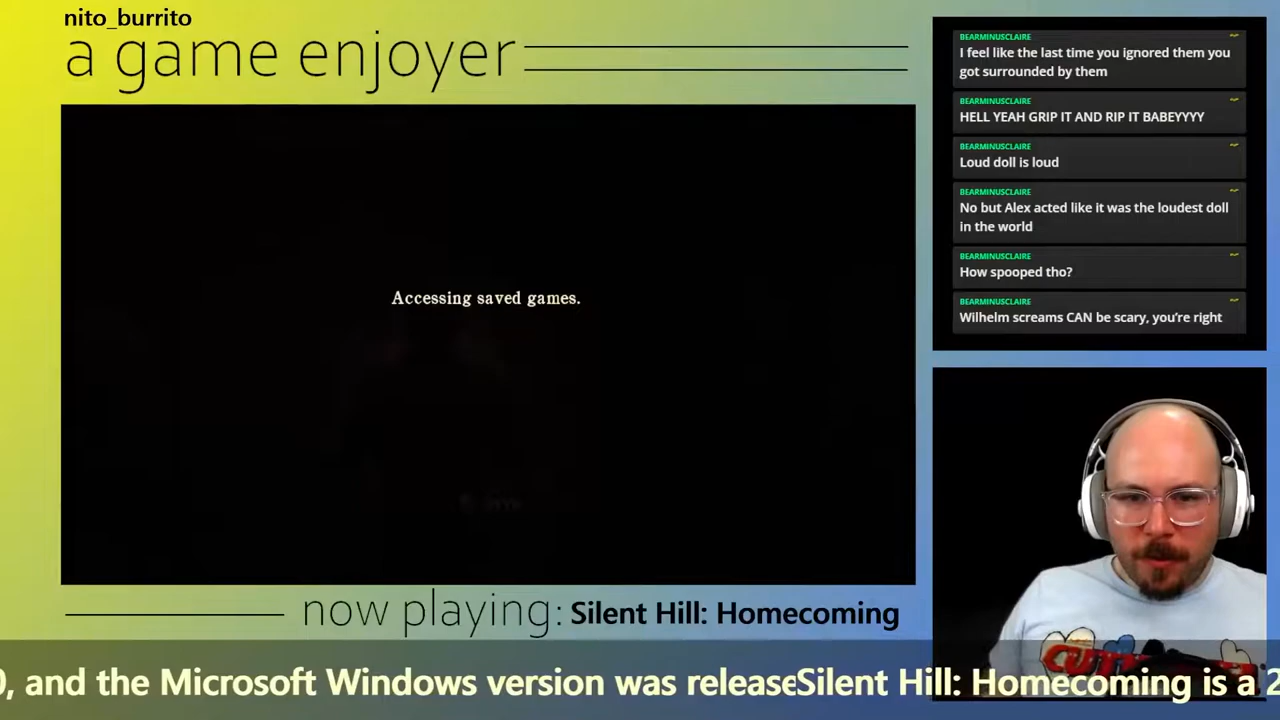 nito_burrito
a game enjoyer
Accessing saved games.
now playing: Silent Hill: Homecoming
BEARMINUSCLAIRE
I feel like the last time you ignored them you
got surrounded by them
BEARMINUSCLAIRE
HELL YEAH GRIP IT AND RIP IT BABEYYYY
BEARMINUSCLAIRE
Loud doll is loud
BEARMINUSCLAIRE
No but Alex acted like it was the loudest doll
in the world
BEARMINUSCLAIRE
How spooped tho?
BEARMINUSCLAIRE
Wilhelm screams CAN be scary, you're right
, and the Microsoft Windows version was release Silent Hill: Homecoming is a 2